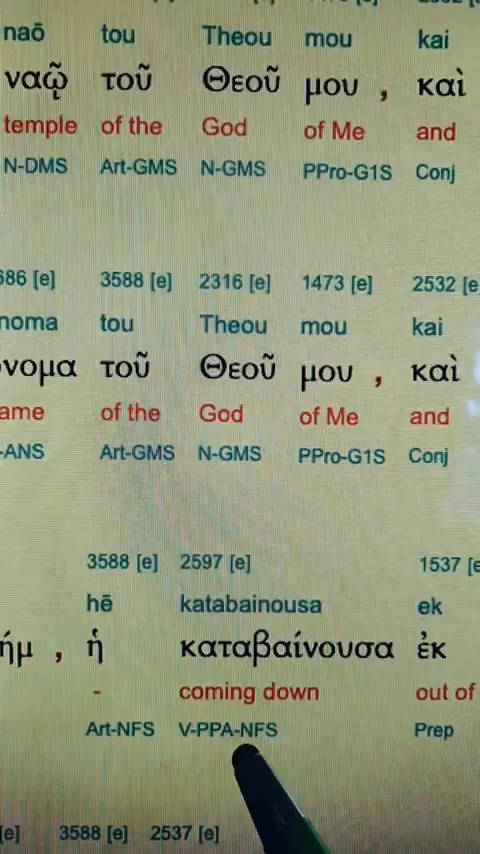 naō tou Theou mou kai
ναῷ τοῦ Θεοῦ μου , καὶ
temple of the God of Me and
N-DMS Art-GMS N-GMS PPro-G1S Conj
686 [e] 3588 [e] 2316 [e] 1473 [e] 2532 [e
noma tou Theou mou kai
νομα τοῦ Θεοῦ μου , καὶ
ame of the God of Me and
-ANS Art-GMS N-GMS PPro-G1S Conj
3588 [e] 2597 [e] 1537 [e
hē katabainousa ek
ήμ , ἡ καταβαίνουσα ἐκ
- coming down out of
Art-NFS V-PPA-NFS Prep
[e] 3588 [e] 2537 [e]